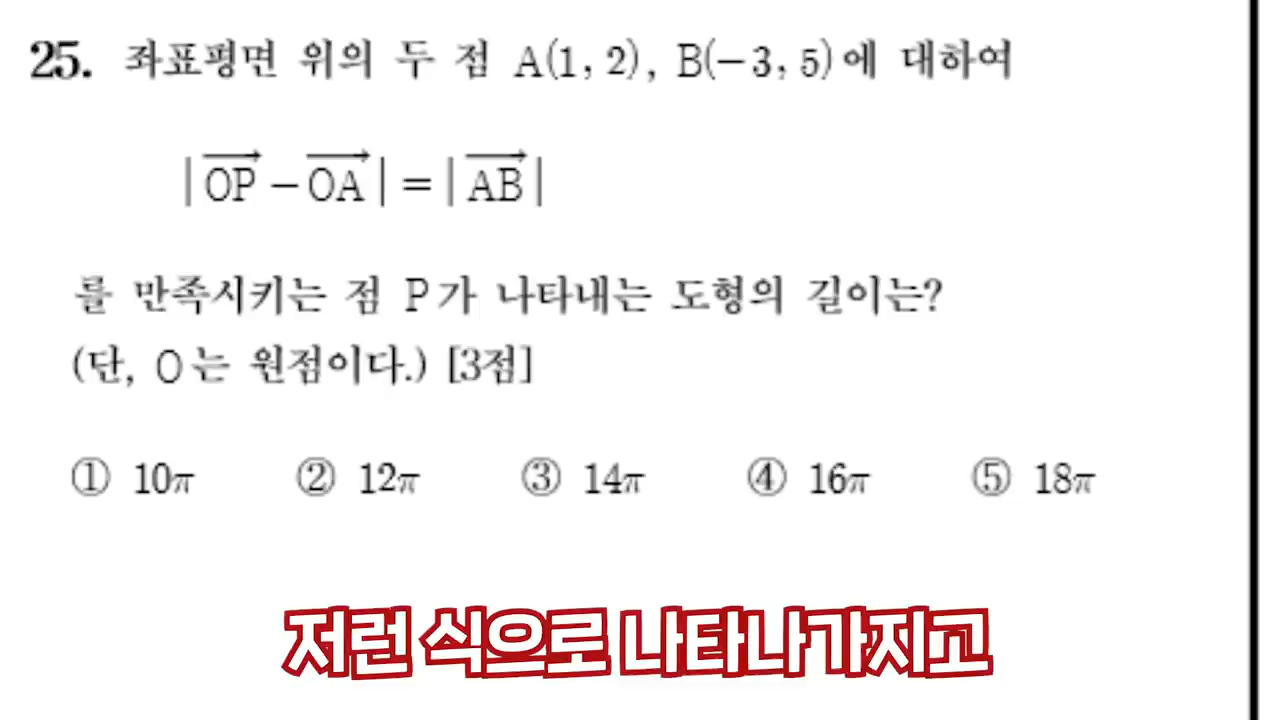 25. 좌표평면 위의 두 점 A(1, 2), B(-3, 5)에 대하여
|OP→ - OA→| = |AB→|
를 만족시키는 점 P가 나타내는 도형의 길이는?
(단, O는 원점이다.) [3점]
① 10π ② 12π ③ 14π ④ 16π ⑤ 18π
저런 식으로 나타나가지고